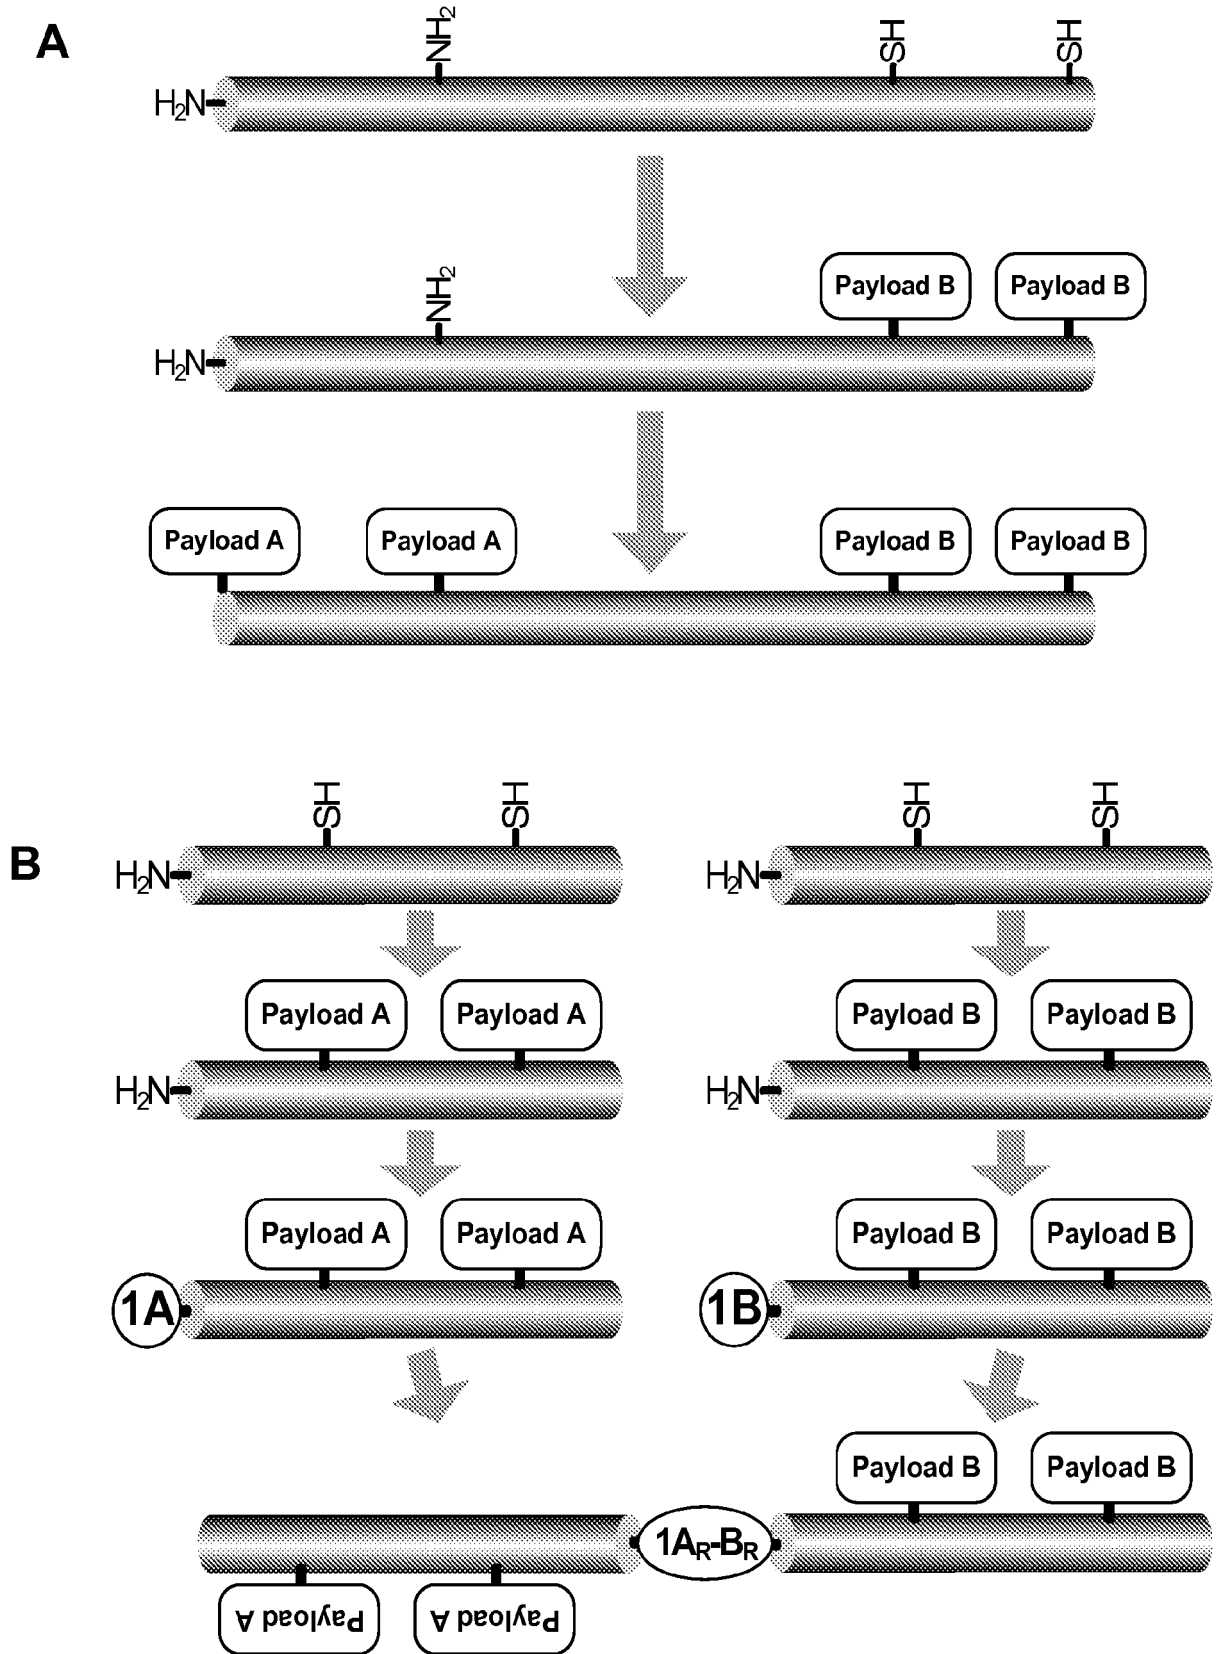 A
NH₂ SH SH
H₂N
NH₂ Payload B Payload B
H₂N
Payload A Payload A Payload B Payload B
B
SH SH SH SH
H₂N H₂N
Payload A Payload A Payload B Payload B
H₂N H₂N
Payload A Payload A Payload B Payload B
1A 1B
Payload B Payload B
1Aᵣ-Bᵣ
Payload A Payload A